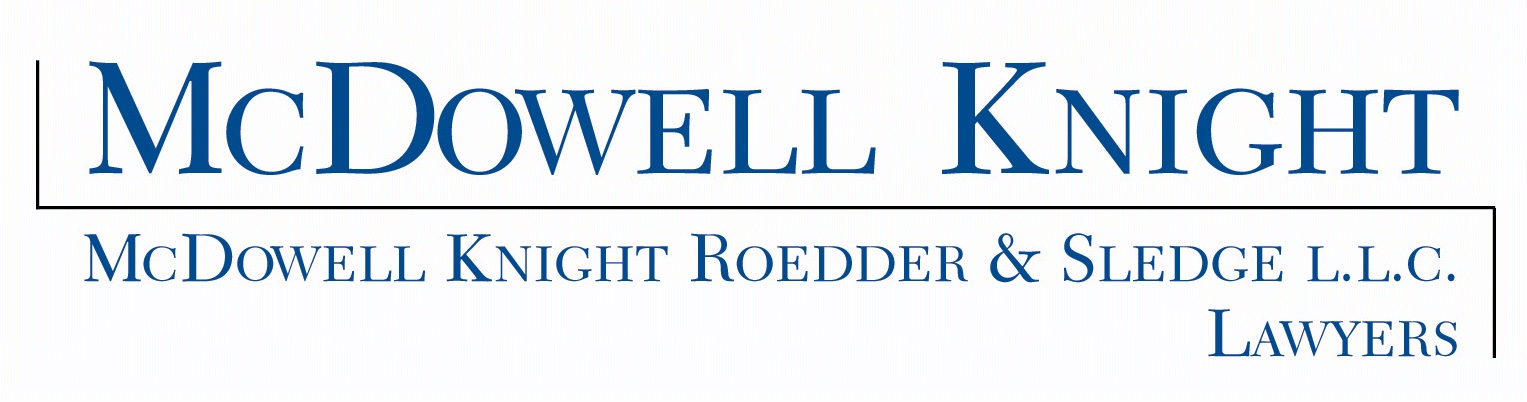 McDowell Knight
McDowell Knight Roedder & Sledge L.L.C.
Lawyers